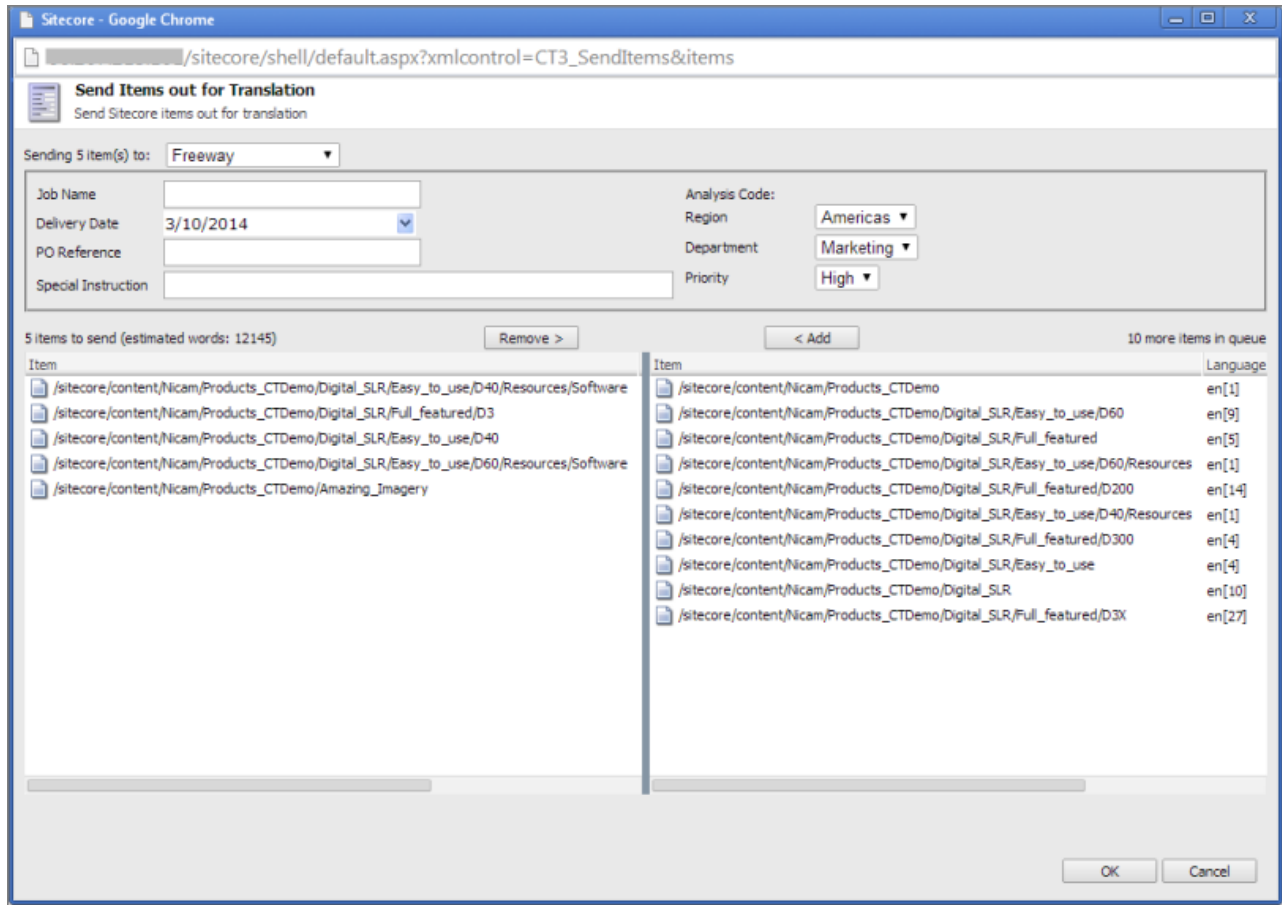 Sitecore - Google Chrome
/sitecore/shell/default.aspx?xmlcontrol=CT3_SendItems&items
Send Items out for Translation
Send Sitecore items out for translation
Sending 5 item(s) to: Freeway
Job Name
Analysis Code:
Delivery Date 3/10/2014
Region Americas
PO Reference
Department Marketing
Special Instruction
Priority High
5 items to send (estimated words: 12145) Remove > < Add 10 more items in queue
Item
/sitecore/content/Nicam/Products_CTDemo/Digital_SLR/Easy_to_use/D40/Resources/Software
/sitecore/content/Nicam/Products_CTDemo/Digital_SLR/Full_featured/D3
/sitecore/content/Nicam/Products_CTDemo/Digital_SLR/Easy_to_use/D40
/sitecore/content/Nicam/Products_CTDemo/Digital_SLR/Easy_to_use/D60/Resources/Software
/sitecore/content/Nicam/Products_CTDemo/Amazing_Imagery
Item Language
/sitecore/content/Nicam/Products_CTDemo en[1]
/sitecore/content/Nicam/Products_CTDemo/Digital_SLR/Easy_to_use/D60 en[9]
/sitecore/content/Nicam/Products_CTDemo/Digital_SLR/Full_featured en[5]
/sitecore/content/Nicam/Products_CTDemo/Digital_SLR/Easy_to_use/D60/Resources en[1]
/sitecore/content/Nicam/Products_CTDemo/Digital_SLR/Full_featured/D200 en[14]
/sitecore/content/Nicam/Products_CTDemo/Digital_SLR/Easy_to_use/D40/Resources en[1]
/sitecore/content/Nicam/Products_CTDemo/Digital_SLR/Full_featured/D300 en[4]
/sitecore/content/Nicam/Products_CTDemo/Digital_SLR/Easy_to_use en[4]
/sitecore/content/Nicam/Products_CTDemo/Digital_SLR en[10]
/sitecore/content/Nicam/Products_CTDemo/Digital_SLR/Full_featured/D3X en[27]
OK Cancel